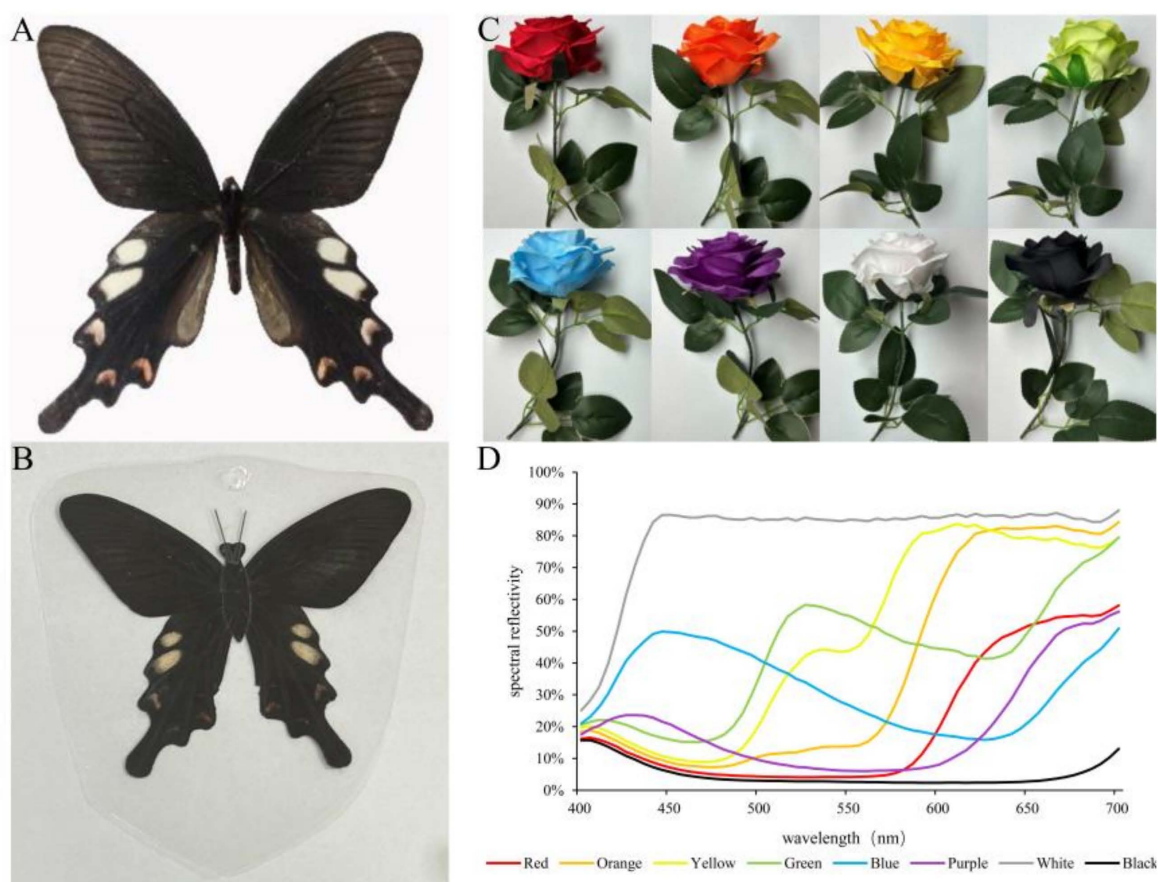 A
C
B
D
100%
90%
80%
70%
60%
50%
40%
30%
20%
10%
0%
spectral reflectivity
400 450 500 550 600 650 700
wavelength（nm）
Red Orange Yellow Green Blue Purple White Black